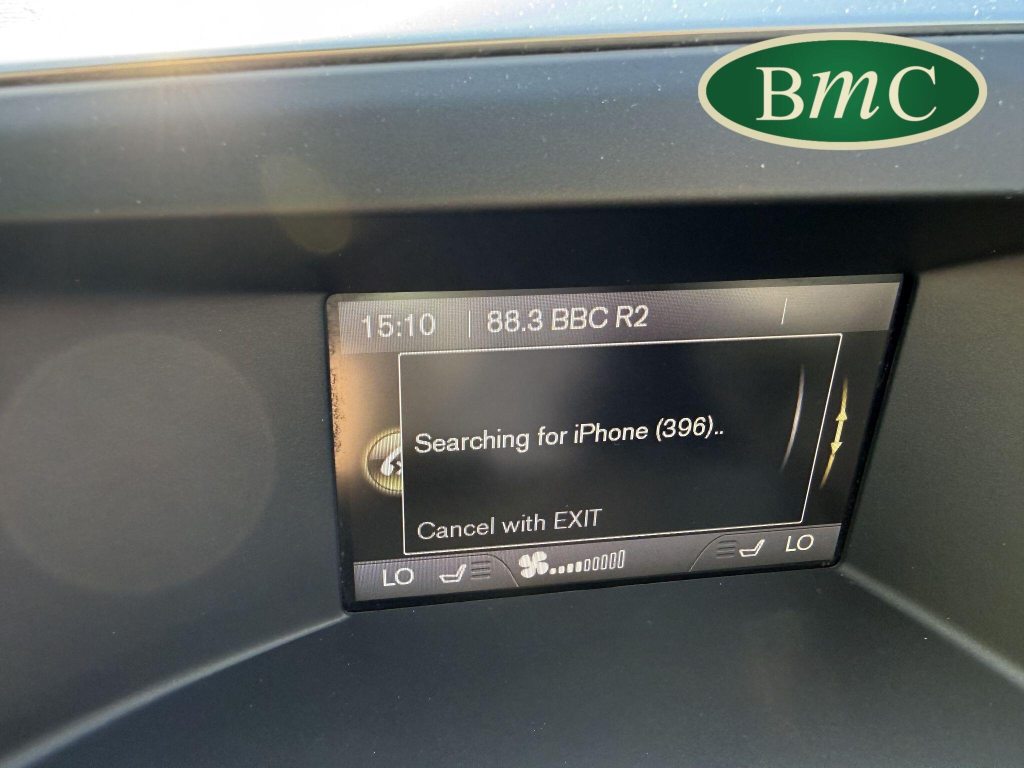 BmC
15:10
88.3 BBC R2
Searching for iPhone (396)..
Cancel with EXIT
LO
LO